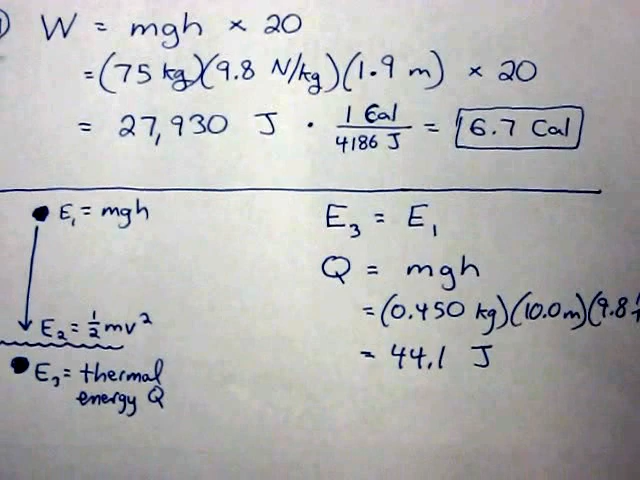 W = mgh × 20
= (75 kg)(9.8 N/kg)(1.9 m) × 20
= 27,930 J · 1 Cal / 4186 J = 6.7 Cal
E₁ = mgh
E₂ = ½mv²
E₃ = thermal
energy Q
E₃ = E₁
Q = mgh
= (0.450 kg)(10.0 m)(9.8
= 44.1 J